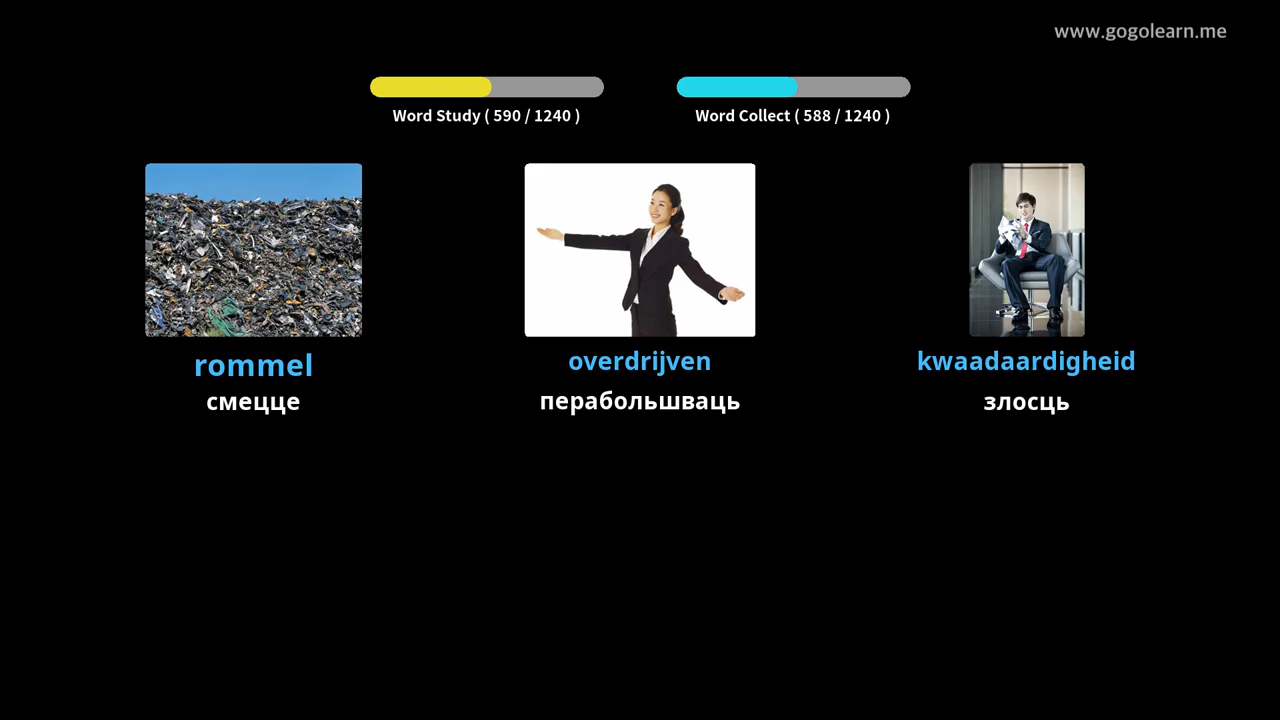 www.gogolearn.me
Word Study ( 590 / 1240 )
Word Collect ( 588 / 1240 )
rommel
overdrijven
kwaadaardigheid
смецце
перабольшваць
злосць